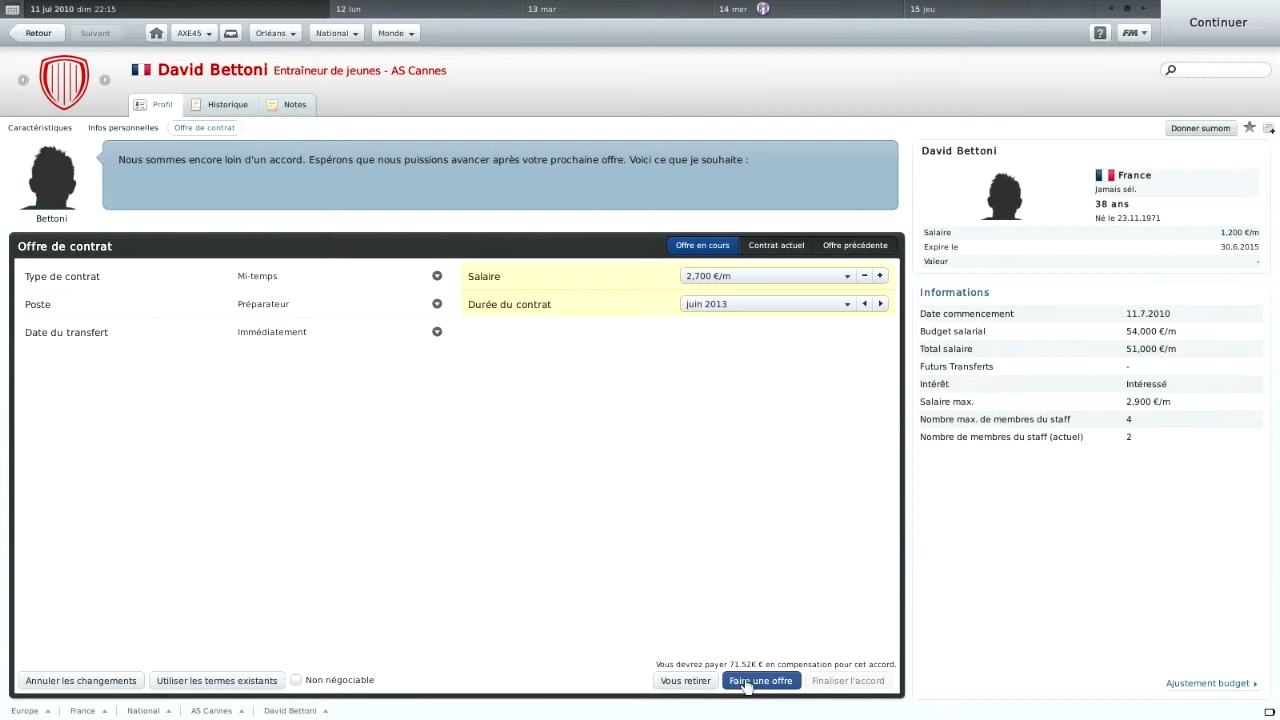 11 jul 2010 dim 22:15
12 lun
13 mar
14 mer
15 jeu
Retour
Suivant
AXE45
Orléans
National
Monde
?
FM
Continuer
David Bettoni Entraîneur de jeunes - AS Cannes
Profil
Historique
Notes
Caractéristiques
Infos personnelles
Offre de contrat
Donner surnom
Nous sommes encore loin d'un accord. Espérons que nous puissions avancer après votre prochaine offre. Voici ce que je souhaite :
Bettoni
David Bettoni
France
Jamais sél.
38 ans
Né le 23.11.1971
Salaire 1,200 €/m
Expire le 30.6.2015
Valeur -
Offre de contrat
Offre en cours
Contrat actuel
Offre précédente
Type de contrat Mi-temps
Salaire 2,700 €/m
Poste Préparateur
Durée du contrat juin 2013
Date du transfert Immédiatement
Informations
Date commencement 11.7.2010
Budget salarial 54,000 €/m
Total salaire 51,000 €/m
Futurs Transferts -
Intérêt Intéressé
Salaire max. 2,900 €/m
Nombre max. de membres du staff 4
Nombre de membres du staff (actuel) 2
Vous devrez payer 71.52K € en compensation pour cet accord.
Annuler les changements
Utiliser les termes existants
Non négociable
Vous retirer
Faire une offre
Finaliser l'accord
Ajustement budget
Europe
France
National
AS Cannes
David Bettoni